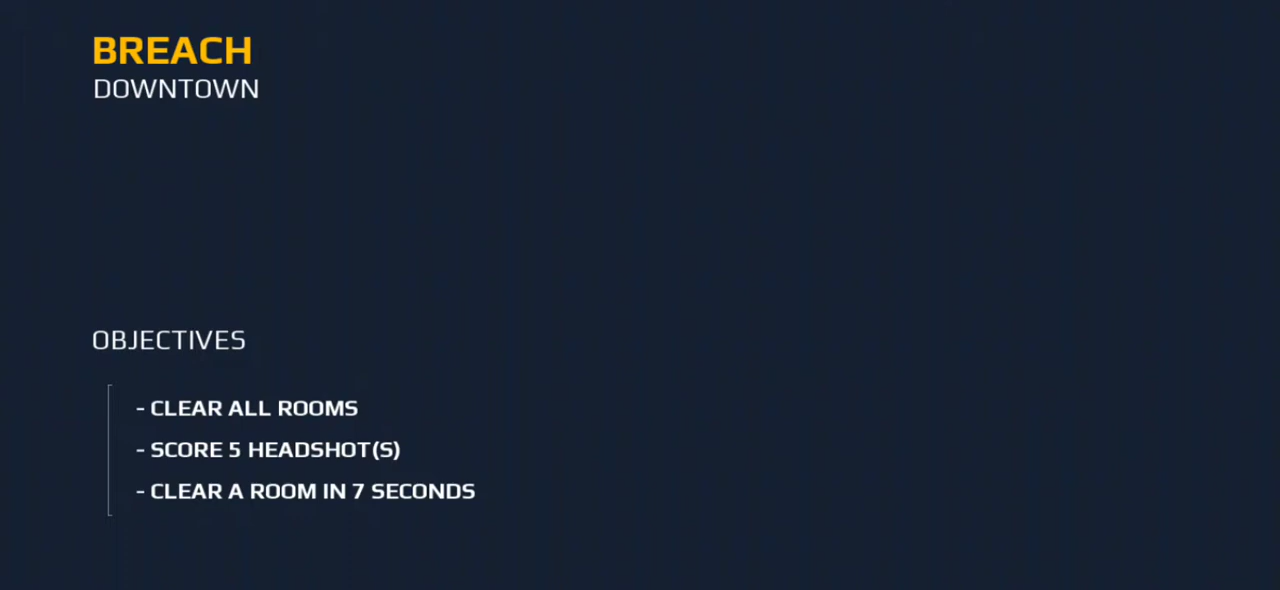 BREACH
DOWNTOWN
OBJECTIVES
- CLEAR ALL ROOMS
- SCORE 5 HEADSHOT(S)
- CLEAR A ROOM IN 7 SECONDS